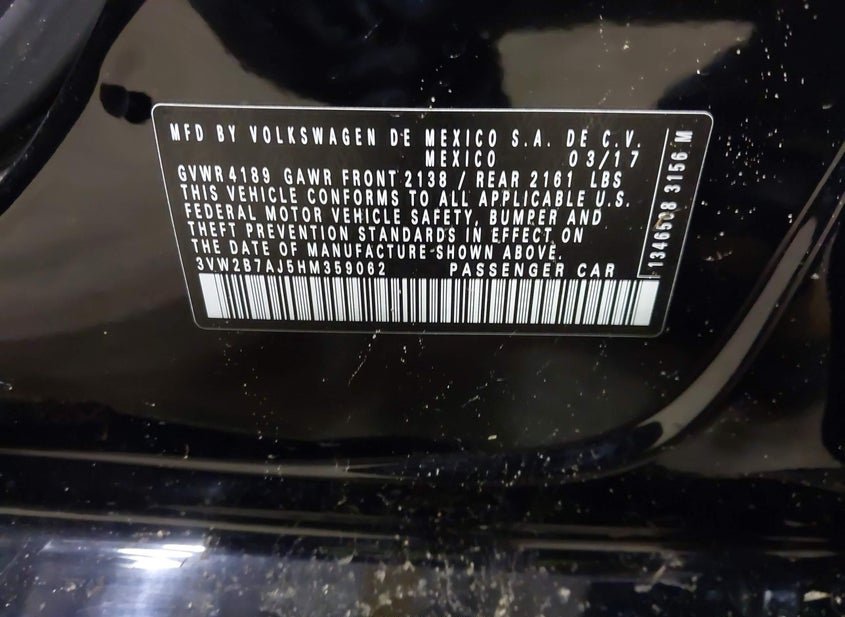 MFD BY VOLKSWAGEN DE MEXICO S.A. DE C.V.
MEXICO 03/17
GVWR 4189 GAWR FRONT 2138 / REAR 2161 LBS
THIS VEHICLE CONFORMS TO ALL APPLICABLE U.S.
FEDERAL MOTOR VEHICLE SAFETY, BUMPER AND
THEFT PREVENTION STANDARDS IN EFFECT ON
THE DATE OF MANUFACTURE SHOWN ABOVE.
3VW2B7AJ5HM359062 PASSENGER CAR
1346508 3156 M